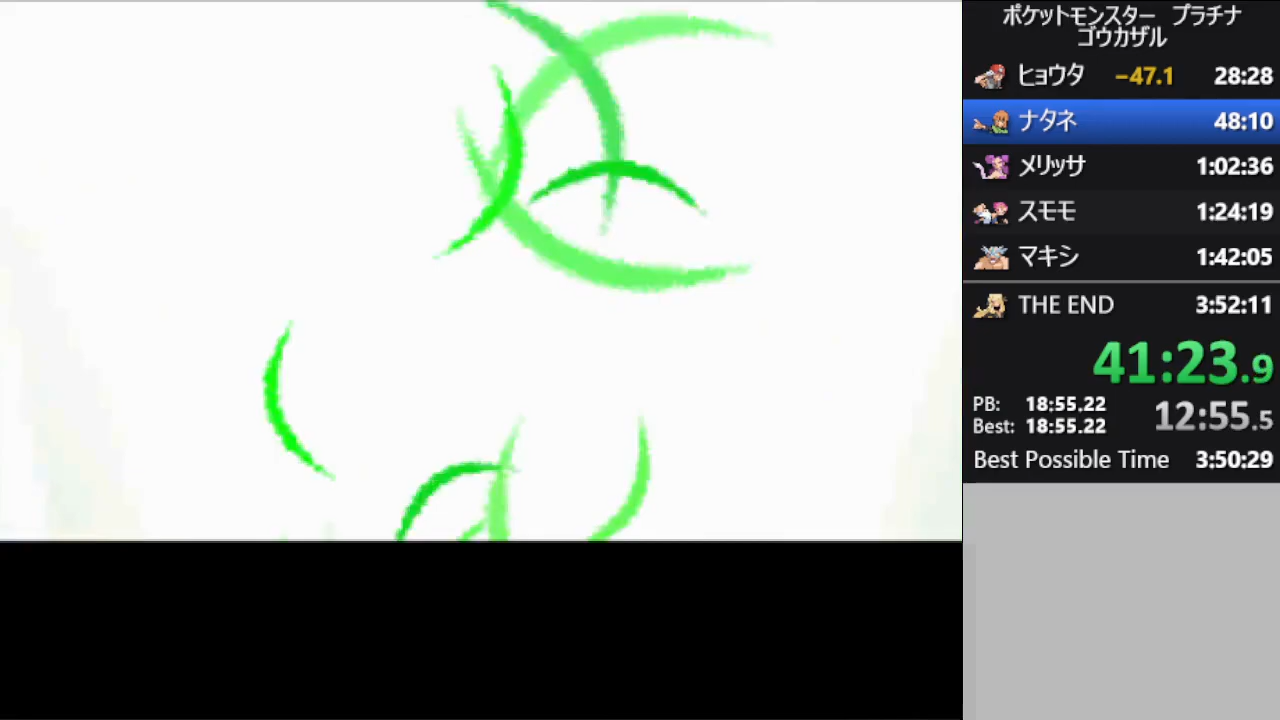 ポケットモンスター プラチナ
ゴウカザル
ヒョウタ −47.1 28:28
ナタネ 48:10
メリッサ 1:02:36
スモモ 1:24:19
マキシ 1:42:05
THE END 3:52:11
41:23.9
PB: 18:55.22 12:55.5
Best: 18:55.22
Best Possible Time 3:50:29